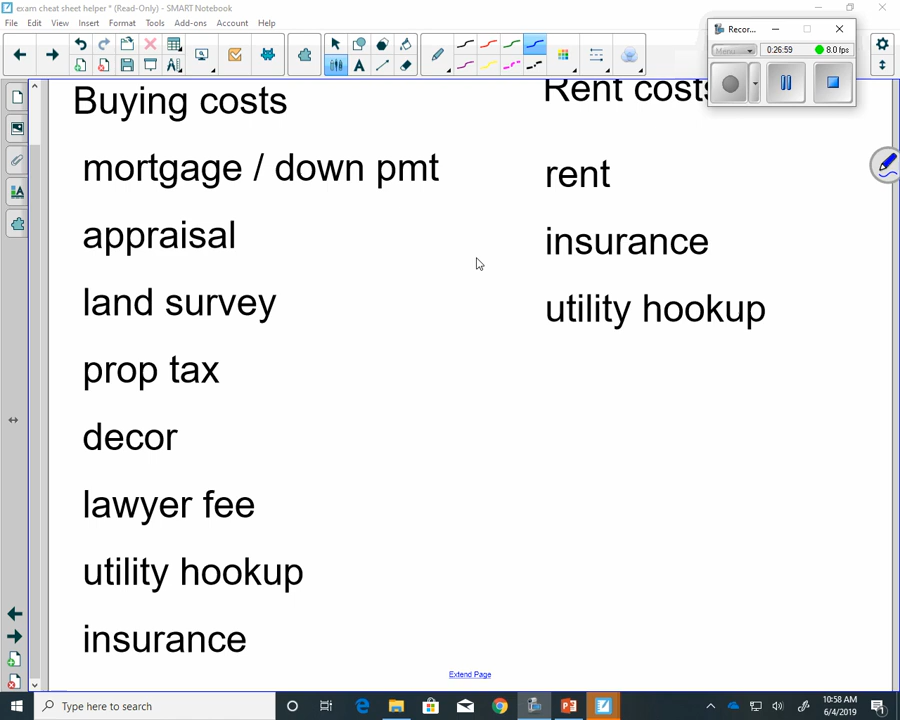 exam cheat sheet helper * (Read-Only) - SMART Notebook
File Edit View Insert Format Tools Add-ons Account Help
Recor...
Menu
0:26:59
8.0 fps
Buying costs
mortgage / down pmt
appraisal
land survey
prop tax
decor
lawyer fee
utility hookup
insurance
Rent costs
rent
insurance
utility hookup
Extend Page
Type here to search
10:58 AM
6/4/2019